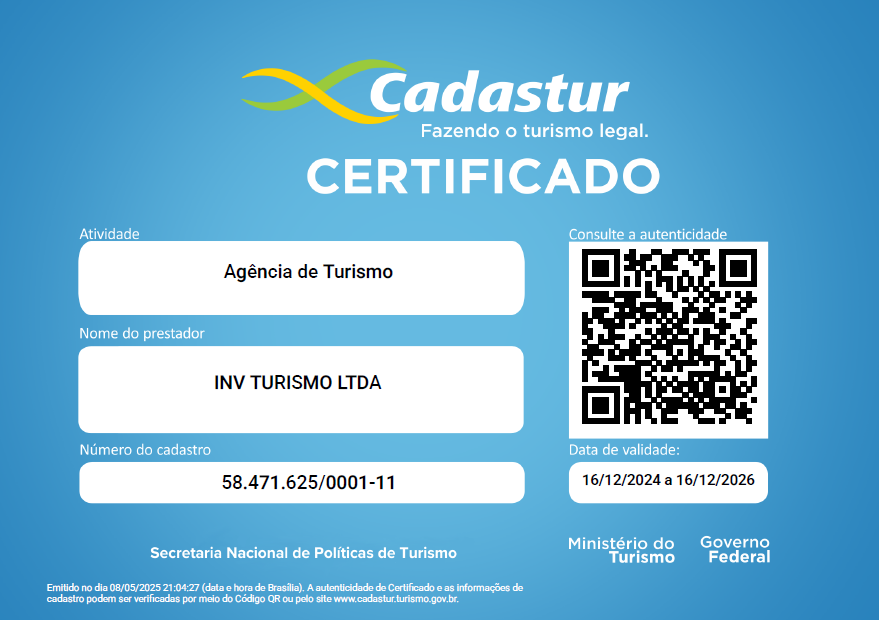 Cadastur
Fazendo o turismo legal.
CERTIFICADO
Atividade
Agência de Turismo
Nome do prestador
INV TURISMO LTDA
Número do cadastro
58.471.625/0001-11
Consulte a autenticidade
Data de validade:
16/12/2024 a 16/12/2026
Secretaria Nacional de Políticas de Turismo
Ministério do
Turismo
Governo
Federal
Emitido no dia 08/05/2025 21:04:27 (data e hora de Brasília). A autenticidade de Certificado e as informações de
cadastro podem ser verificadas por meio do Código QR ou pelo site www.cadastur.turismo.gov.br.